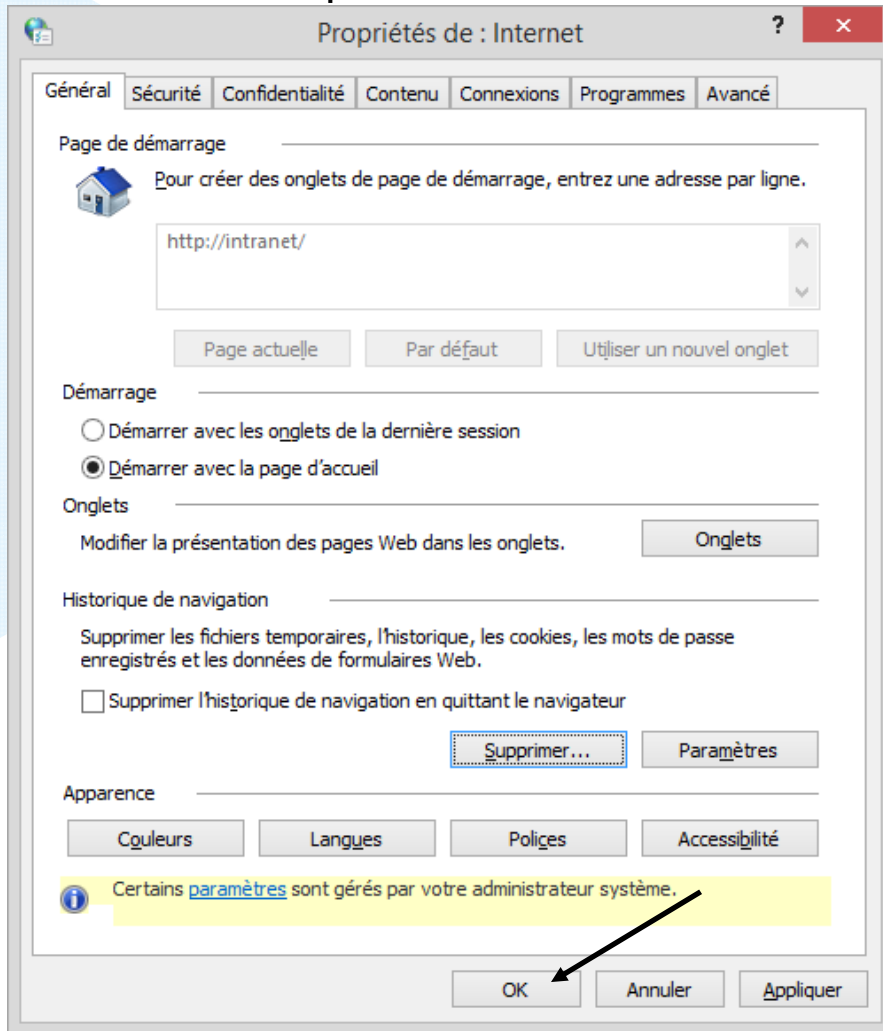 Propriétés de : Internet
?
Général Sécurité Confidentialité Contenu Connexions Programmes Avancé
Page de démarrage
Pour créer des onglets de page de démarrage, entrez une adresse par ligne.
http://intranet/
Page actuelle Par défaut Utiliser un nouvel onglet
Démarrage
Démarrer avec les onglets de la dernière session
Démarrer avec la page d’accueil
Onglets
Modifier la présentation des pages Web dans les onglets. Onglets
Historique de navigation
Supprimer les fichiers temporaires, l’historique, les cookies, les mots de passe
enregistrés et les données de formulaires Web.
Supprimer l’historique de navigation en quittant le navigateur
Supprimer... Paramètres
Apparence
Couleurs Langues Polices Accessibilité
Certains paramètres sont gérés par votre administrateur système.
OK Annuler Appliquer